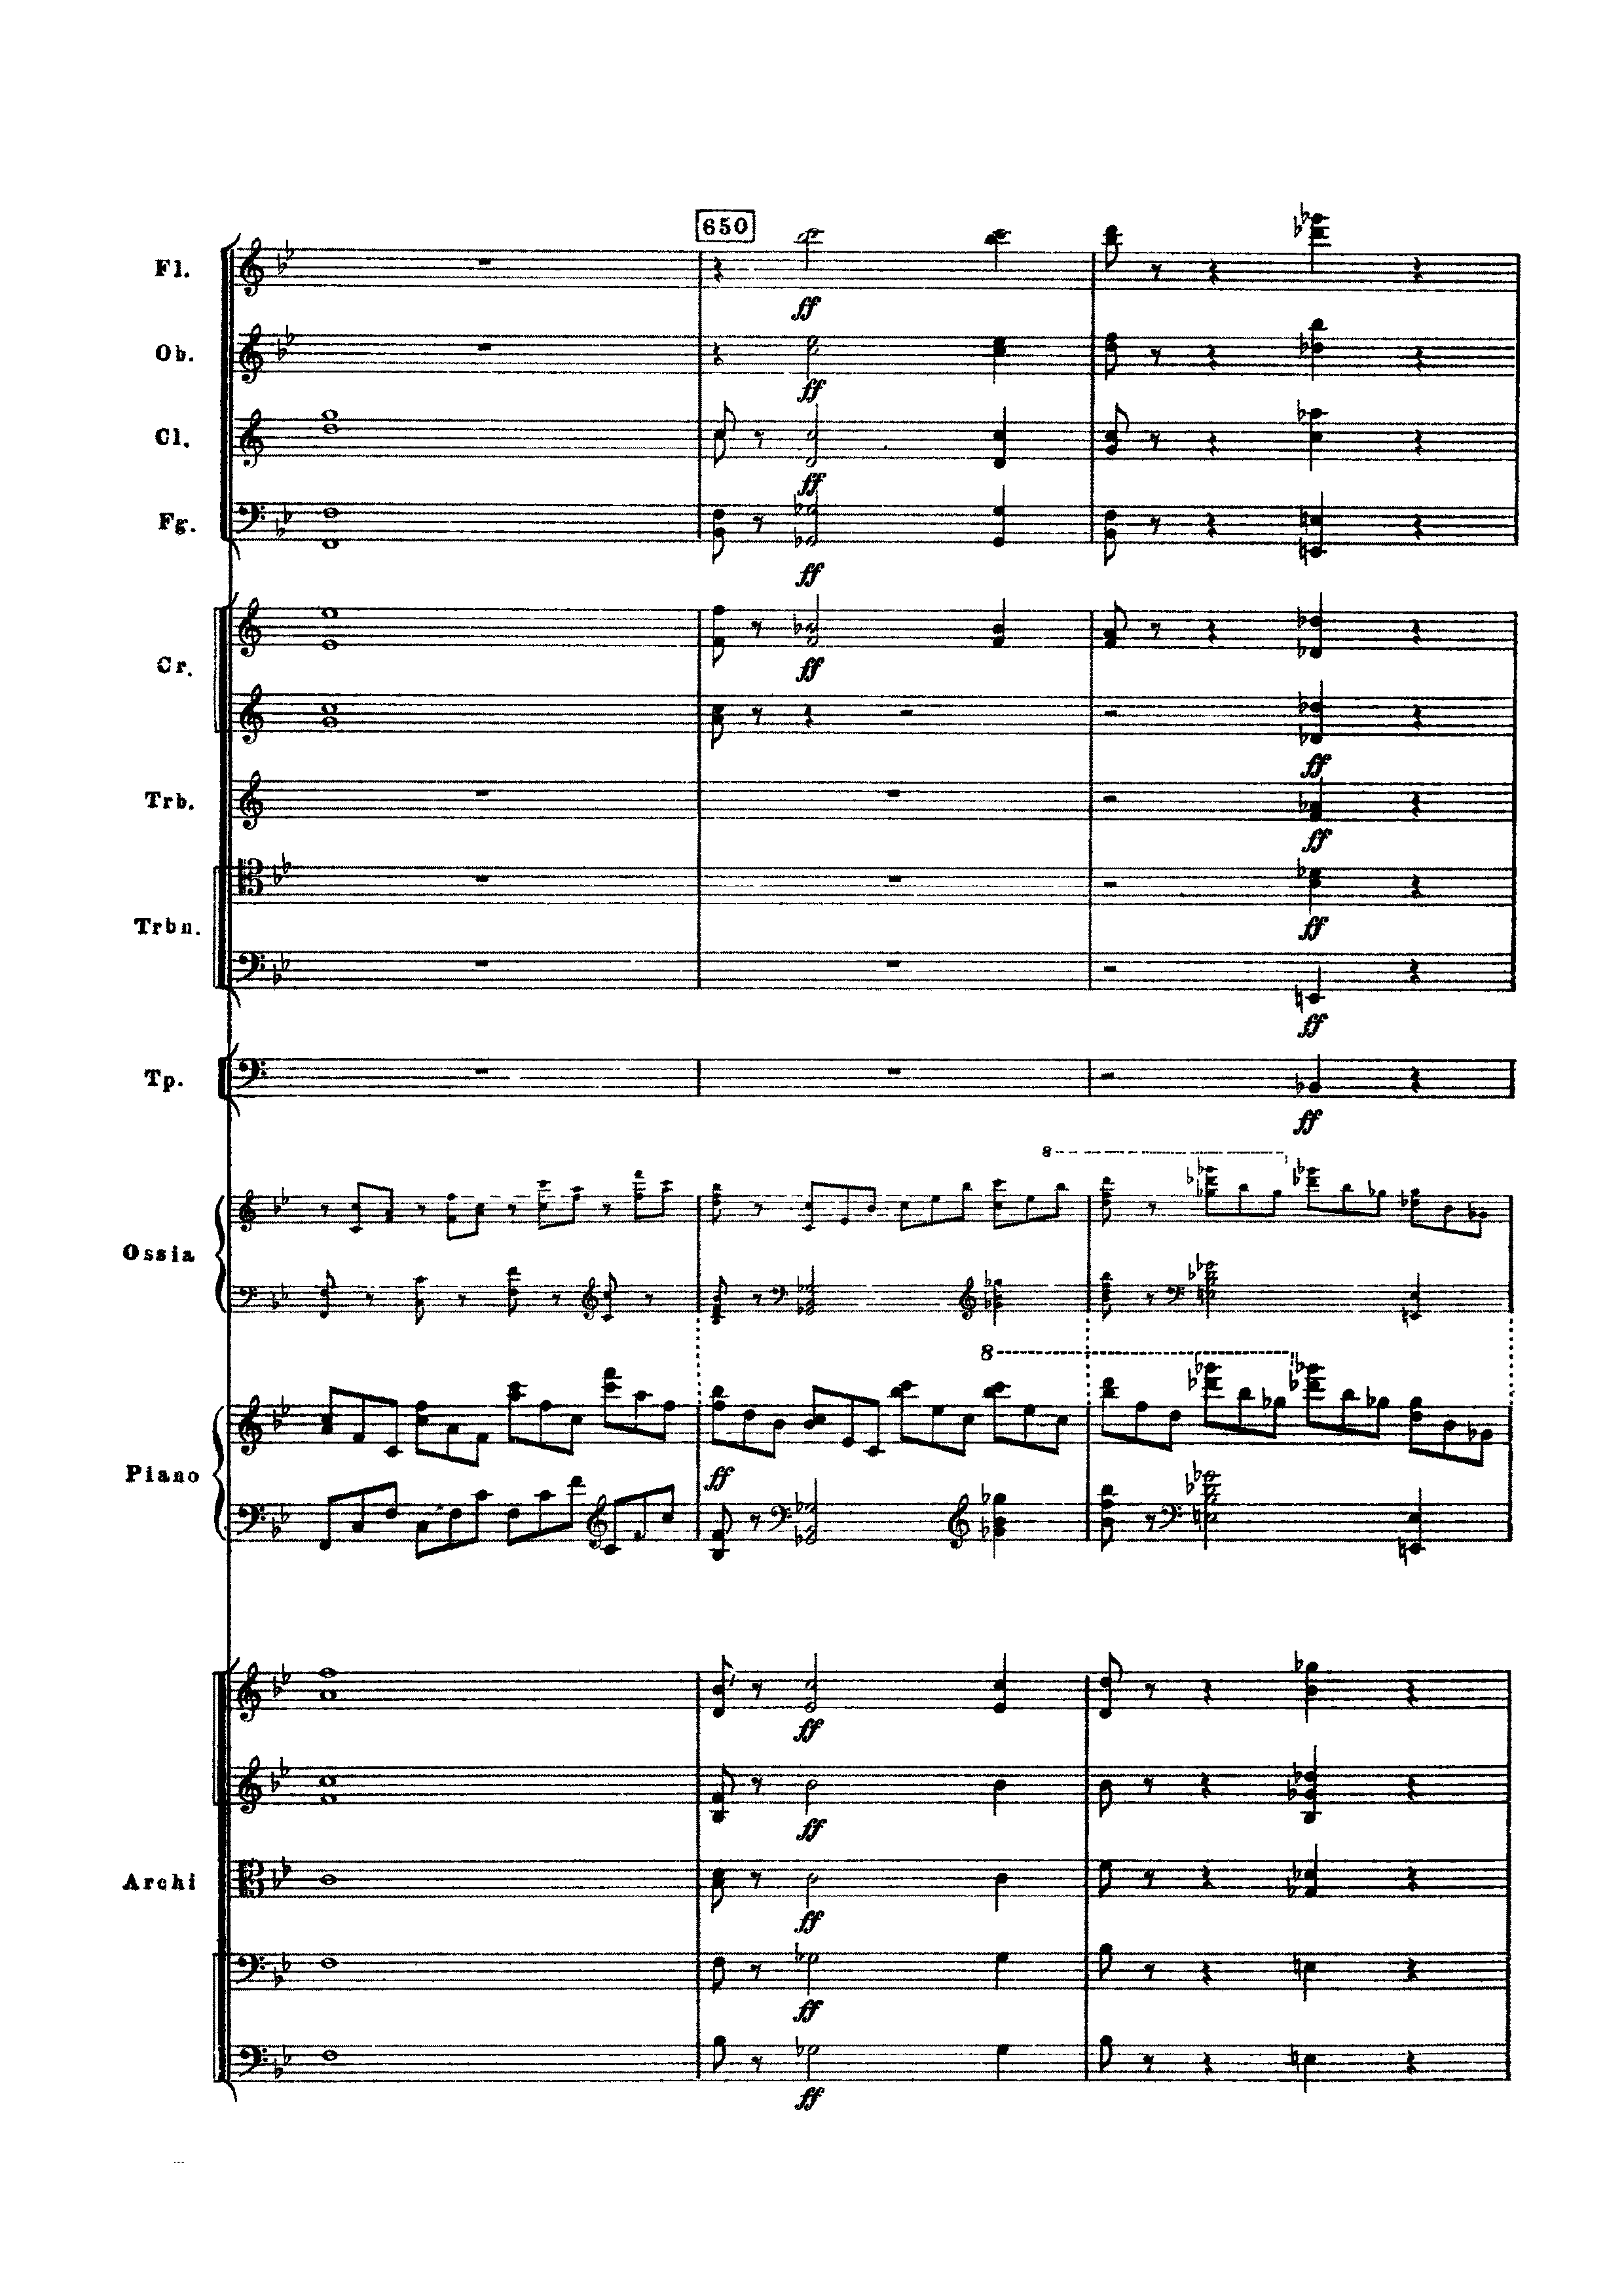 650
Fl.
ff
Ob.
ff
Cl.
ff
Fg.
ff
Cr.
ff
ff
Trb.
ff
Trbn.
ff
ff
Tp.
ff
8
Ossia
8
Piano
ff
ff
ff
Archi
ff
ff
ff